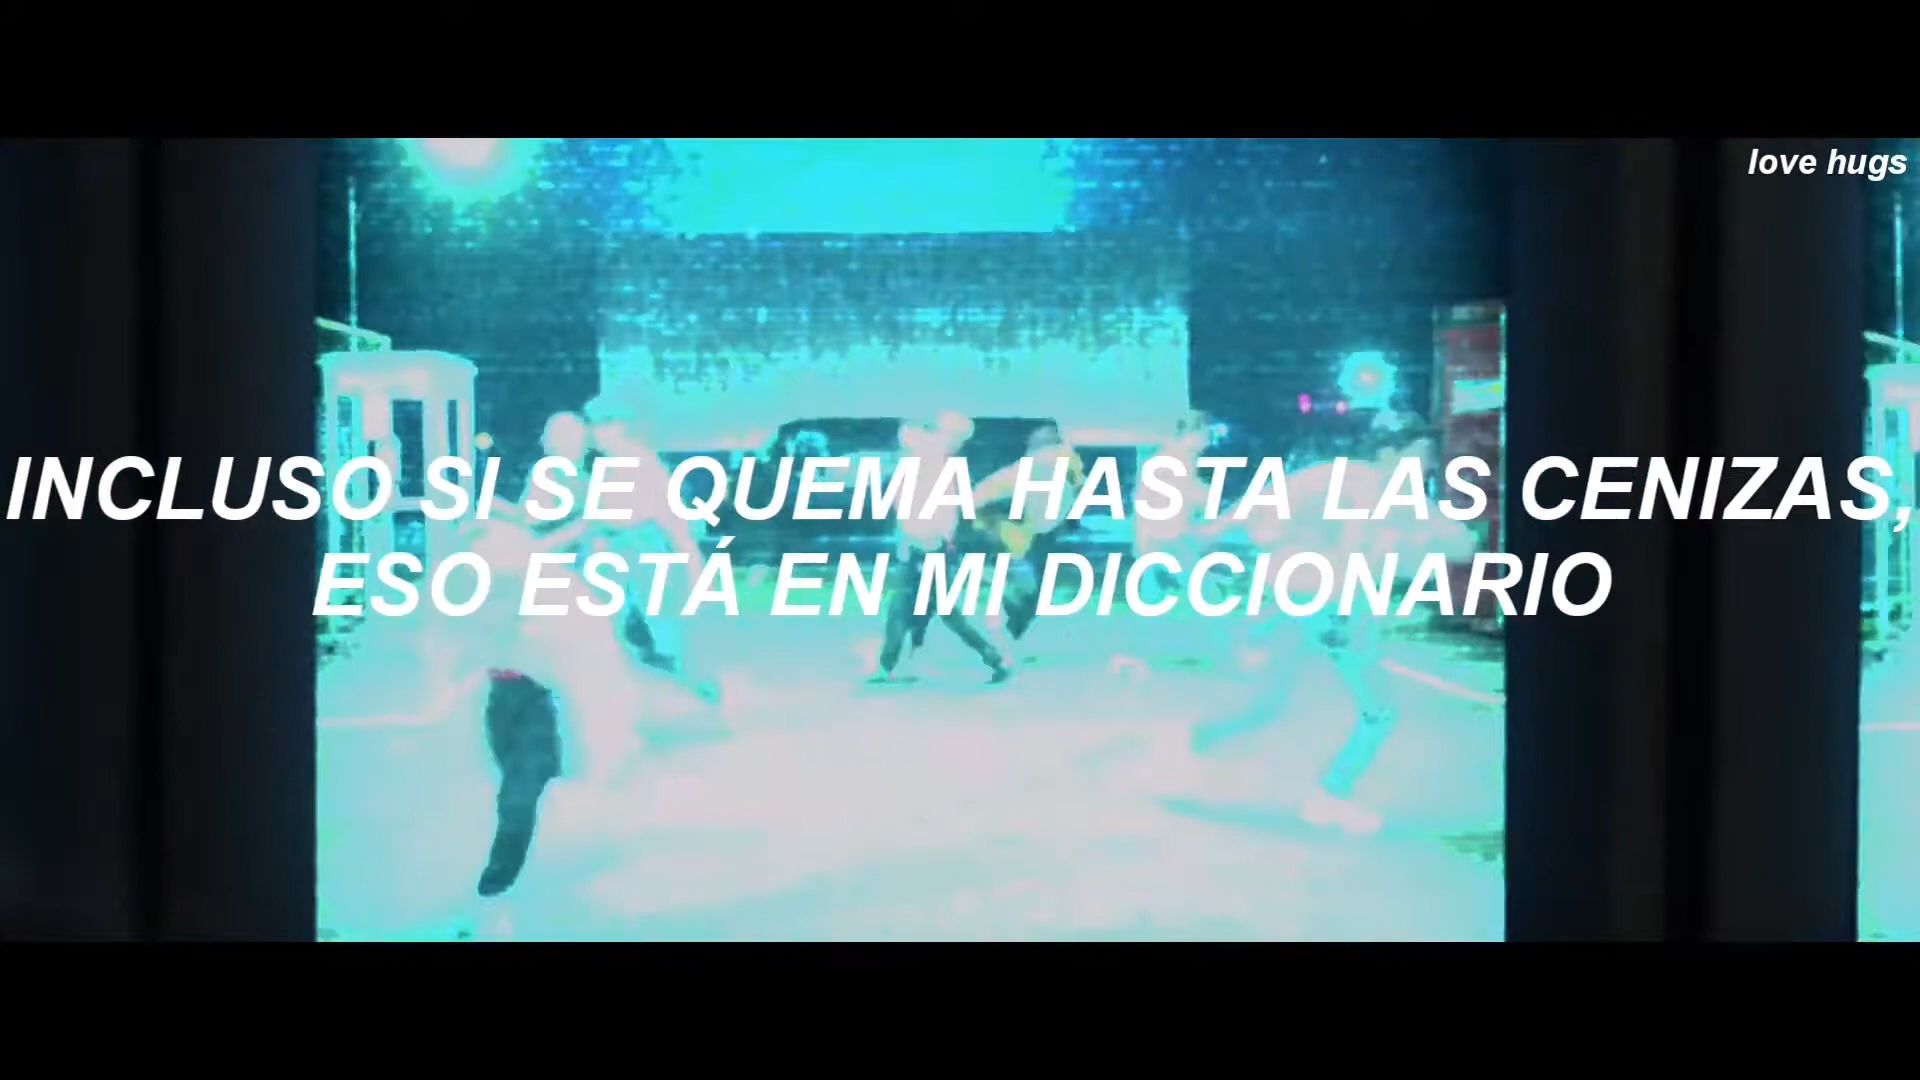 love hugs
INCLUSO SI SE QUEMA HASTA LAS CENIZAS,
ESO ESTÁ EN MI DICCIONARIO